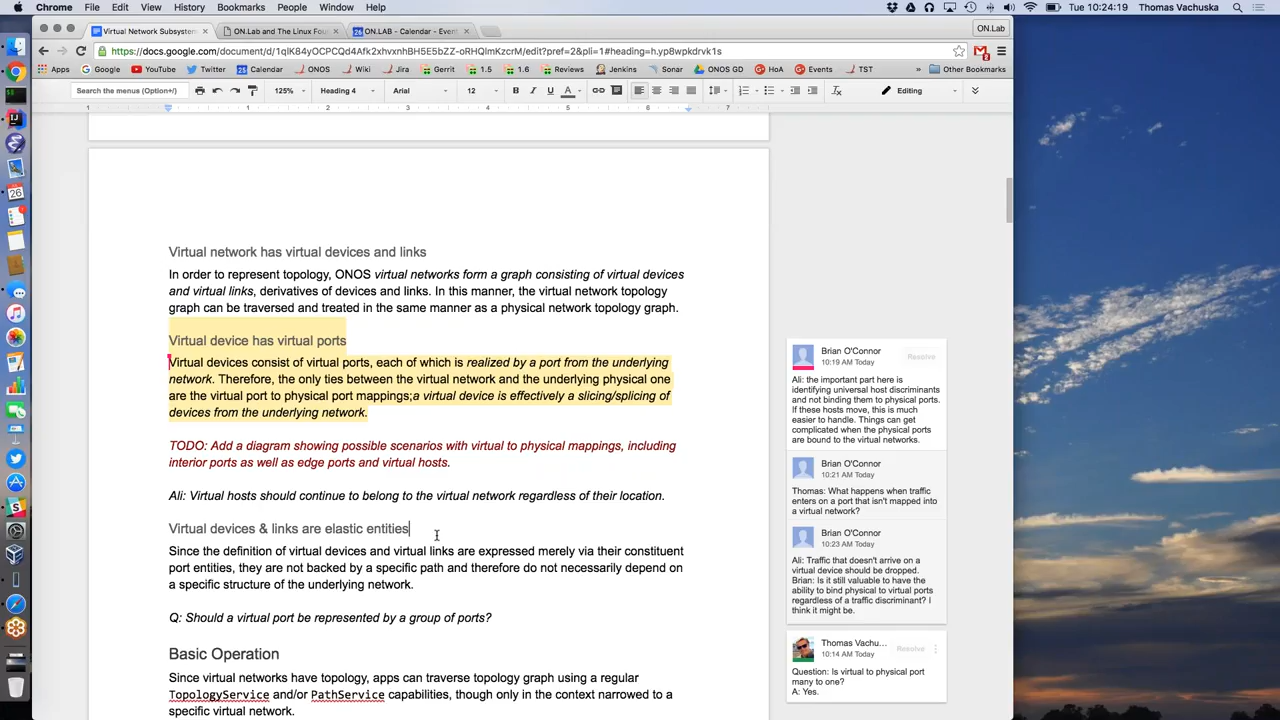 Chrome File Edit View History Bookmarks People Window Help Tue Jan 26 10:24:19 Thomas Vachuska
Virtual Network Subsystem ON.Lab and The Linux Fou ON.LAB - Calendar - Even ON.Lab
https://docs.google.com/document/d/1qlK84yOCPCQd4Afk2xhvxnhBH5E5bZZ-oRHQlmKzcrM/edit?pref=2&pli=1#heading=h.yp8wpkdrvk1s
Apps Google YouTube Twitter Calendar ONOS Wiki Jira Gerrit 1.5 1.6 Reviews Jenkins Sonar ONOS GD HoA Events TST » Other Bookmarks
Search the menus (Option+/) 125% Heading 4 Arial 12 B I U A Editing
1 1 2 3 4 5 6 7
Virtual network has virtual devices and links
In order to represent topology, ONOS virtual networks form a graph consisting of virtual devices
and virtual links, derivatives of devices and links. In this manner, the virtual network topology
graph can be traversed and treated in the same manner as a physical network topology graph.
Virtual device has virtual ports
Virtual devices consist of virtual ports, each of which is realized by a port from the underlying
network. Therefore, the only ties between the virtual network and the underlying physical one
are the virtual port to physical port mappings;a virtual device is effectively a slicing/splicing of
devices from the underlying network.
TODO: Add a diagram showing possible scenarios with virtual to physical mappings, including
interior ports as well as edge ports and virtual hosts.
Ali: Virtual hosts should continue to belong to the virtual network regardless of their location.
Virtual devices & links are elastic entities
Since the definition of virtual devices and virtual links are expressed merely via their constituent
port entities, they are not backed by a specific path and therefore do not necessarily depend on
a specific structure of the underlying network.
Q: Should a virtual port be represented by a group of ports?
Basic Operation
Since virtual networks have topology, apps can traverse topology graph using a regular
TopologyService and/or PathService capabilities, though only in the context narrowed to a
specific virtual network.
Brian O'Connor
10:19 AM Today
Resolve
Ali: the important part here is
identifying universal host discriminants
and not binding them to physical ports.
If these hosts move, this is much
easier to handle. Things can get
complicated when the physical ports
are bound to the virtual networks.
Brian O'Connor
10:21 AM Today
Thomas: What happens when traffic
enters on a port that isn't mapped into
a virtual network?
Brian O'Connor
10:23 AM Today
Ali: Traffic that doesn't arrive on a
virtual device should be dropped.
Brian: Is it still valuable to have the
ability to bind physical to virtual ports
regardless of a traffic discriminant? I
think it might be.
Thomas Vachu...
10:14 AM Today
Resolve
Question: Is virtual to physical port
many to one?
A: Yes.